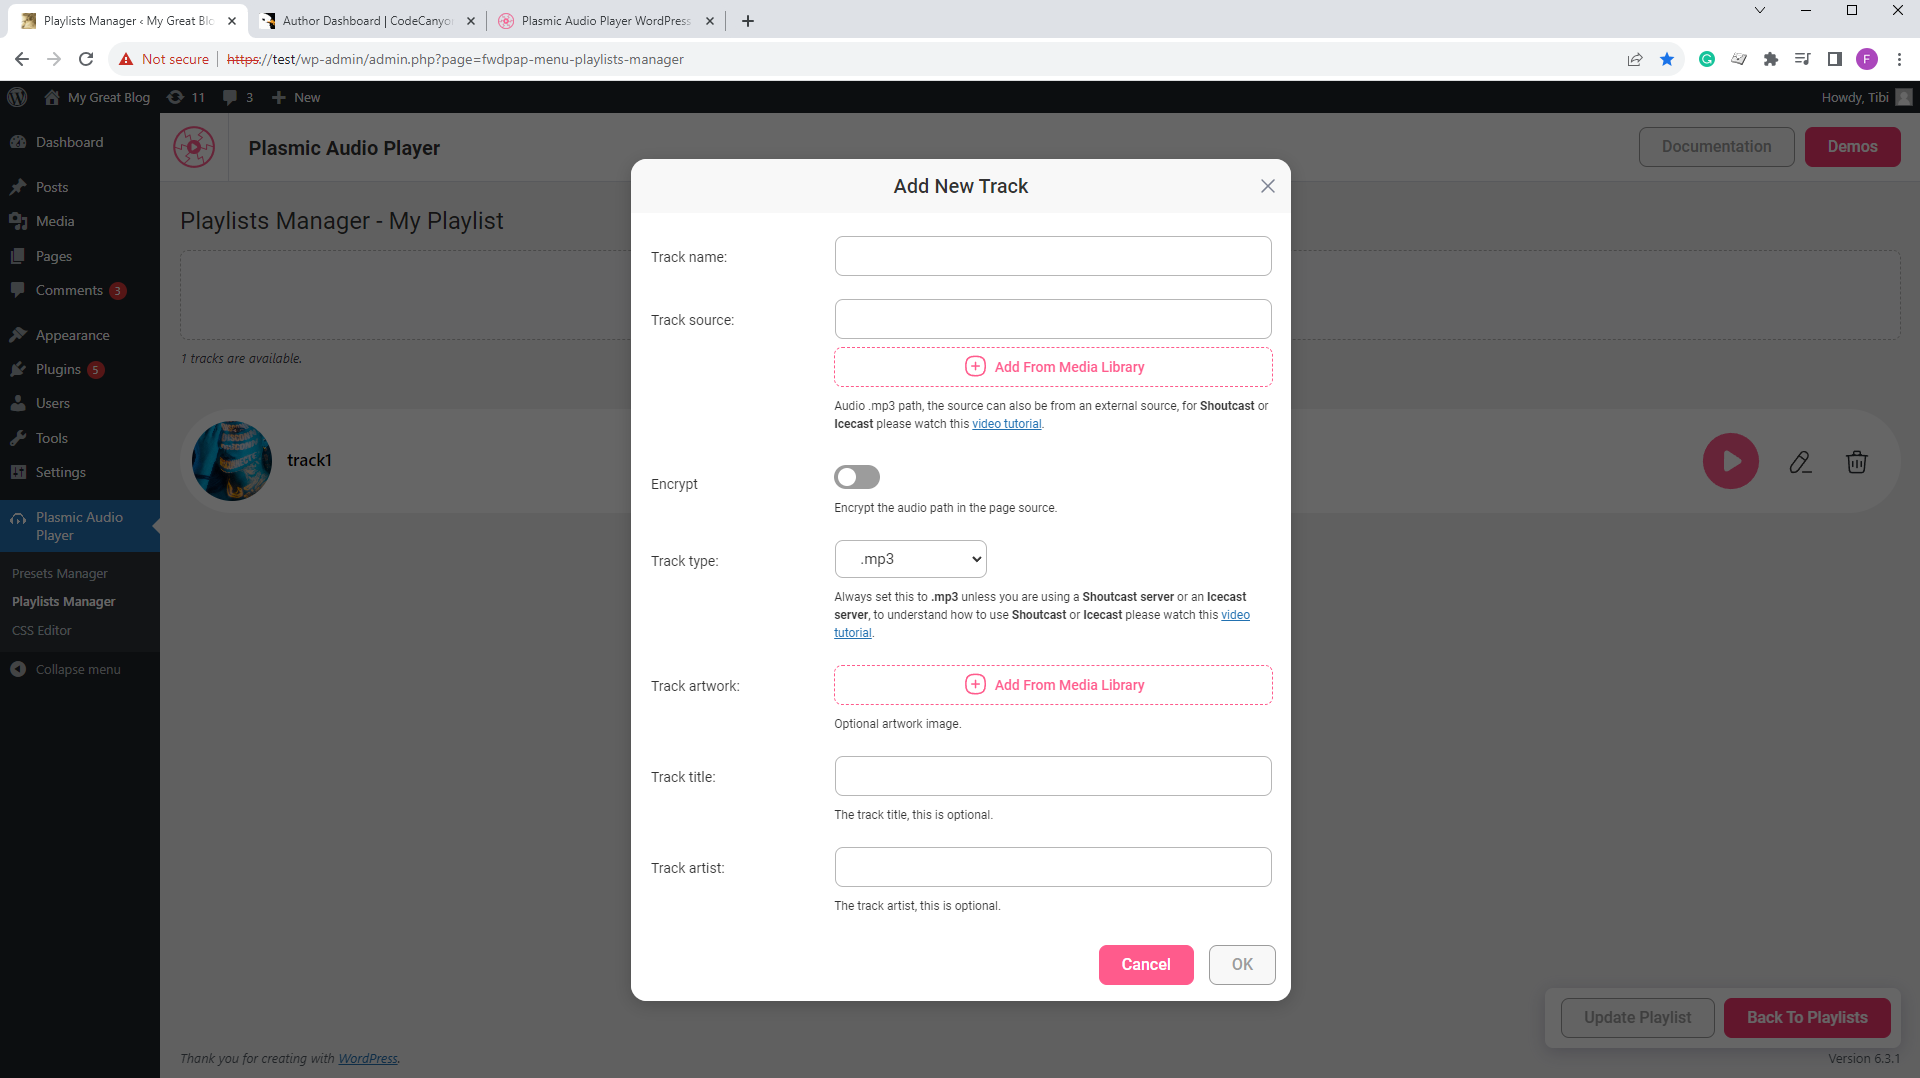 Playlists Manager ‹ My Great Blo
Author Dashboard | CodeCanyon
Plasmic Audio Player WordPress
Not secure
https://test/wp-admin/admin.php?page=fwdpap-menu-playlists-manager
F
My Great Blog
11
3
New
Howdy, Tibi
Dashboard
Posts
Media
Pages
Comments 3
Appearance
Plugins 5
Users
Tools
Settings
Plasmic Audio
Player
Presets Manager
Playlists Manager
CSS Editor
Collapse menu
Plasmic Audio Player
Documentation
Demos
Playlists Manager - My Playlist
1 tracks are available.
track1
Add New Track
Track name:
Track source:
Add From Media Library
Audio .mp3 path, the source can also be from an external source, for Shoutcast or
Icecast please watch this video tutorial.
Encrypt
Encrypt the audio path in the page source.
Track type:
.mp3
Always set this to .mp3 unless you are using a Shoutcast server or an Icecast
server, to understand how to use Shoutcast or Icecast please watch this video
tutorial.
Track artwork:
Add From Media Library
Optional artwork image.
Track title:
The track title, this is optional.
Track artist:
The track artist, this is optional.
Cancel
OK
Update Playlist
Back To Playlists
Thank you for creating with WordPress.
Version 6.3.1